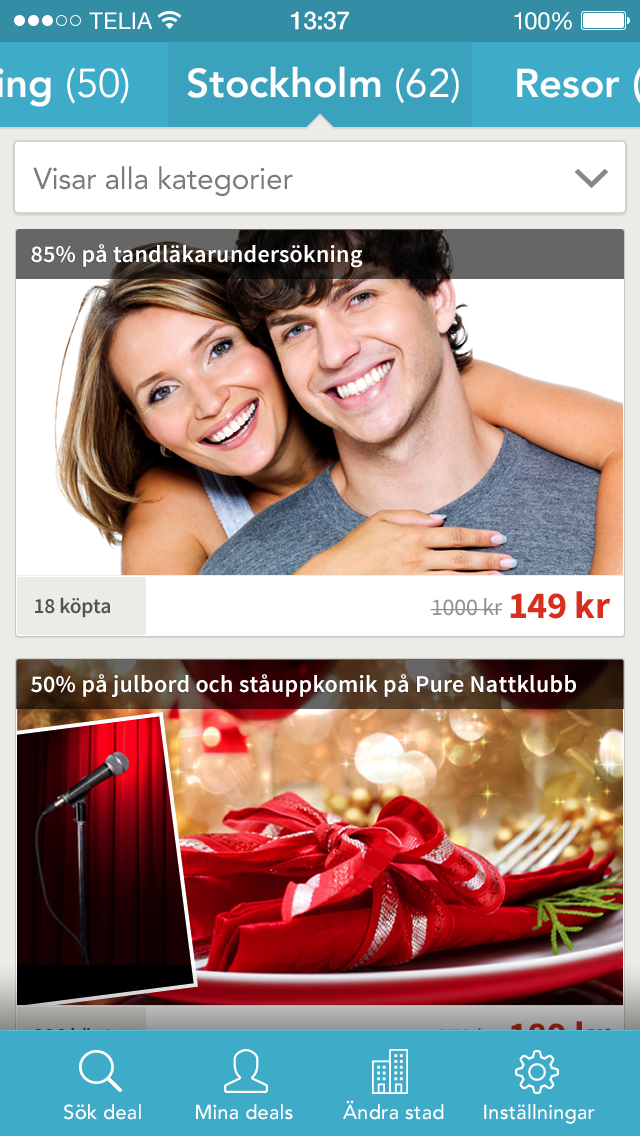 TELIA 13:37 100%
ing (50) Stockholm (62) Resor (
Visar alla kategorier
85% på tandläkarundersökning
18 köpta 1000 kr 149 kr
50% på julbord och ståuppkomik på Pure Nattklubb
Sök deal Mina deals Ändra stad Inställningar